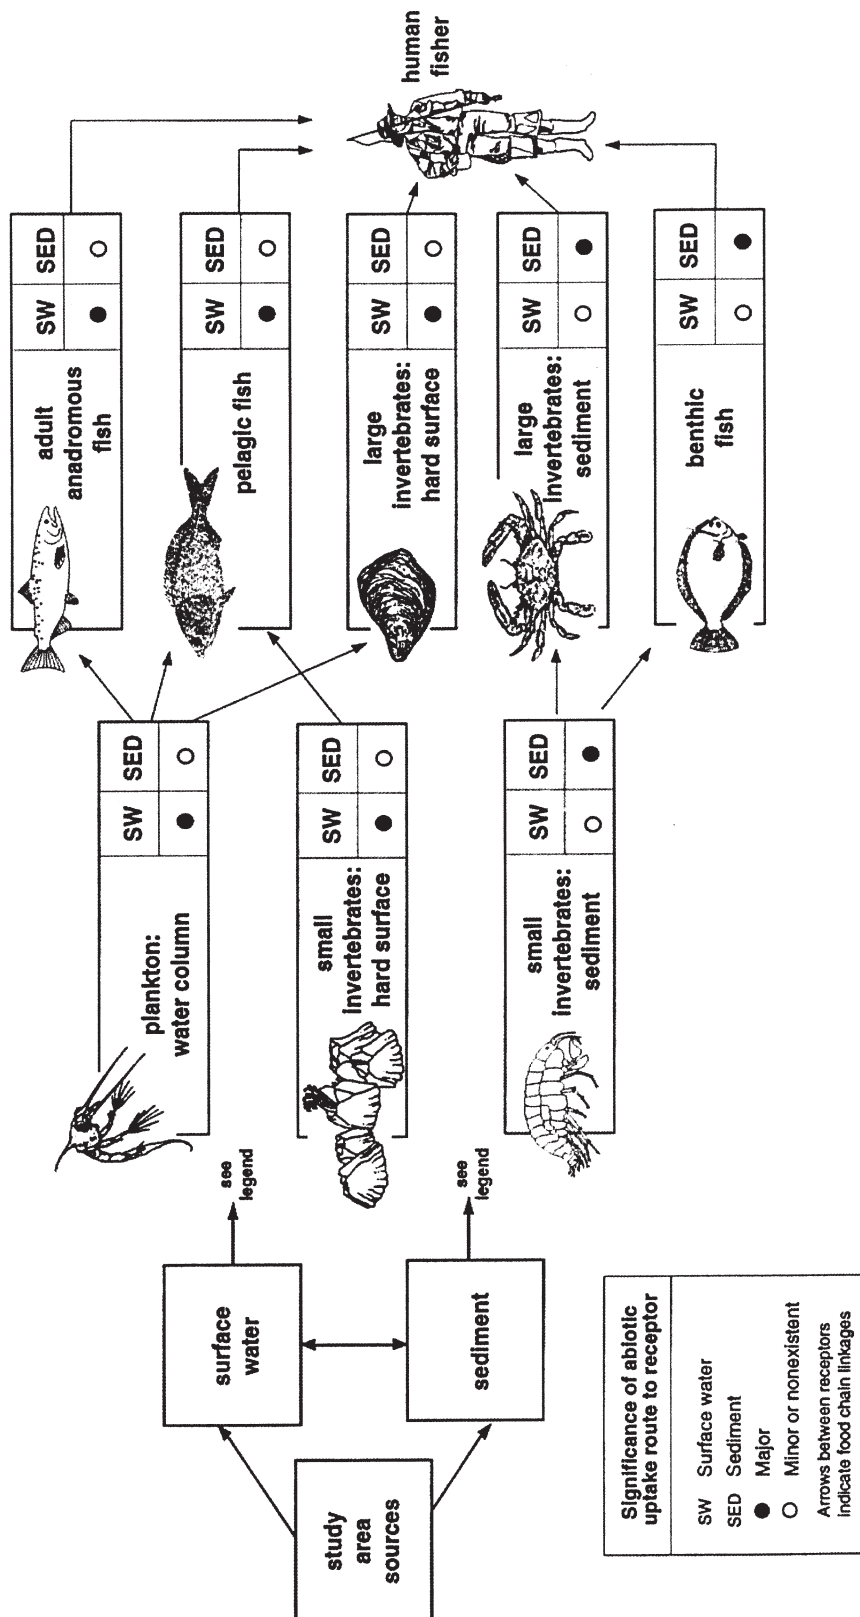 study
area
sources
surface
water
sediment
see
legend
see
legend
plankton:
water column
SW SED
small
invertebrates:
hard surface
SW SED
small
invertebrates:
sediment
SW SED
adult
anadromous
fish
SW SED
pelagic fish
SW SED
large
invertebrates:
hard surface
SW SED
large
invertebrates:
sediment
SW SED
benthic
fish
SW SED
human
fisher
Significance of abiotic
uptake route to receptor
SW Surface water
SED Sediment
● Major
○ Minor or nonexistent
Arrows between receptors
indicate food chain linkages